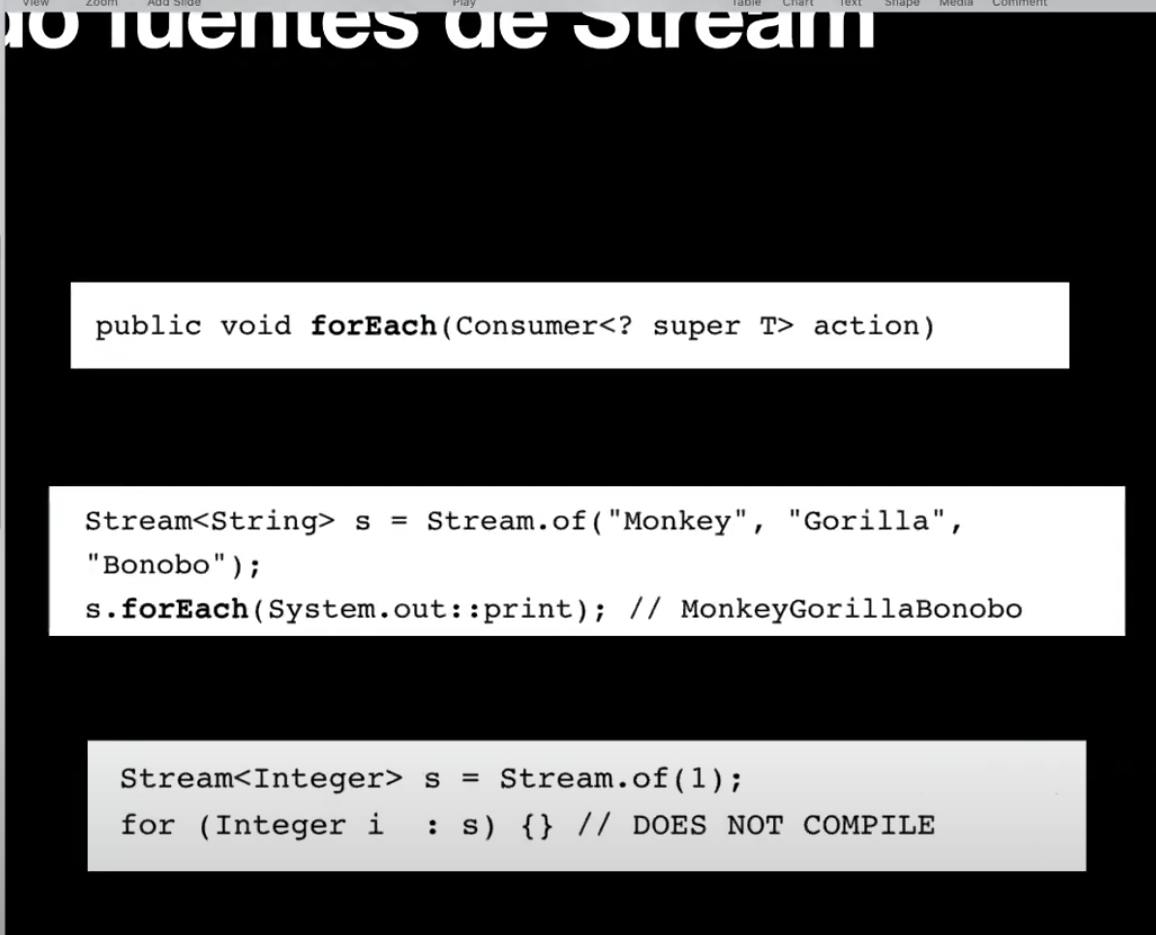 View Zoom Add Slide Play Table Chart Text Shape Media Comment
fuentes de Stream
public void forEach(Consumer<? super T> action)
Stream<String> s = Stream.of("Monkey", "Gorilla",
"Bonobo");
s.forEach(System.out::print); // MonkeyGorillaBonobo
Stream<Integer> s = Stream.of(1);
for (Integer i  : s) {} // DOES NOT COMPILE